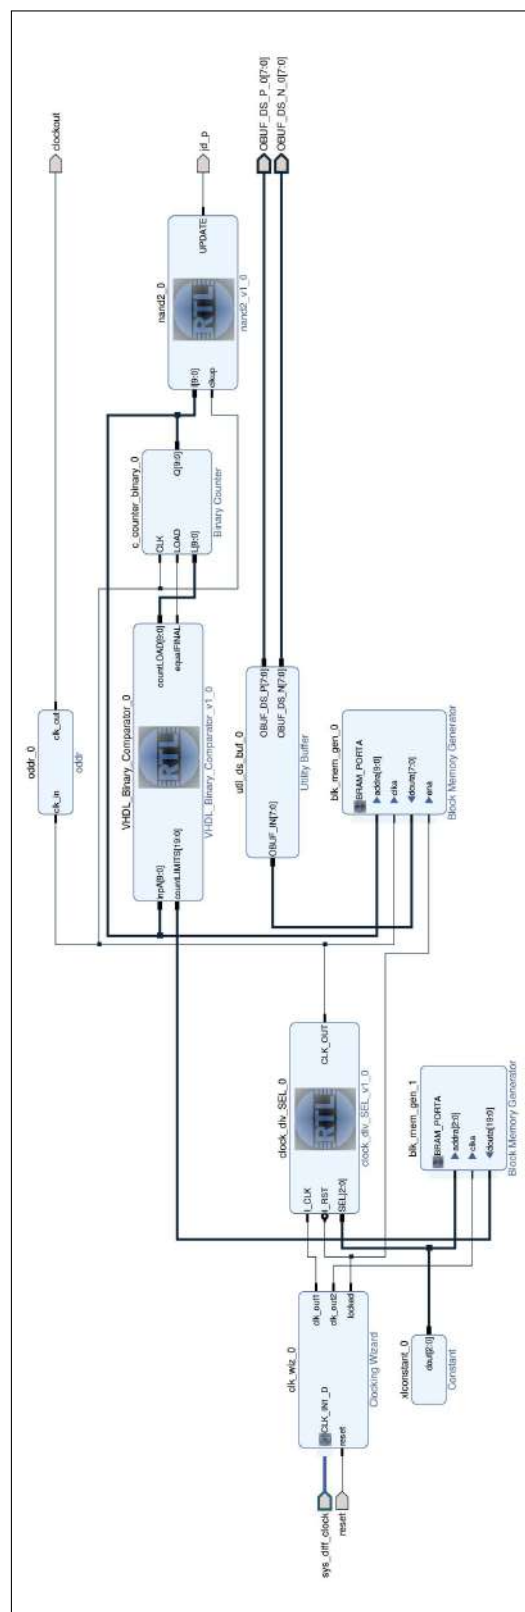 sys_diff_clock
reset
clk_wiz_0
CLK_IN1_D
reset
clk_out1
clk_out2
locked
Clocking Wizard
xlconstant_0
dout[2:0]
Constant
clock_div_SEL_0
I_CLK
I_RST
SEL[2:0]
RTL
CLK_OUT
clock_div_SEL_v1_0
blk_mem_gen_1
BRAM_PORTA
addra[2:0]
clka
douta[19:0]
Block Memory Generator
oddr_0
clk_in
clk_out
oddr
VHDL_Binary_Comparator_0
inpA[9:0]
countLIMITS[19:0]
RTL
countLOAD[9:0]
equalFINAL
VHDL_Binary_Comparator_v1_0
util_ds_buf_0
OBUF_IN[7:0]
OBUF_DS_P[7:0]
OBUF_DS_N[7:0]
Utility Buffer
blk_mem_gen_0
BRAM_PORTA
addra[9:0]
clka
douta[7:0]
ena
Block Memory Generator
c_counter_binary_0
CLK
LOAD
L[9:0]
Q[9:0]
Binary Counter
nand2_0
I[9:0]
clkup
RTL
UPDATE
nand2_v1_0
clockout
jd_p
OBUF_DS_P_0[7:0]
OBUF_DS_N_0[7:0]